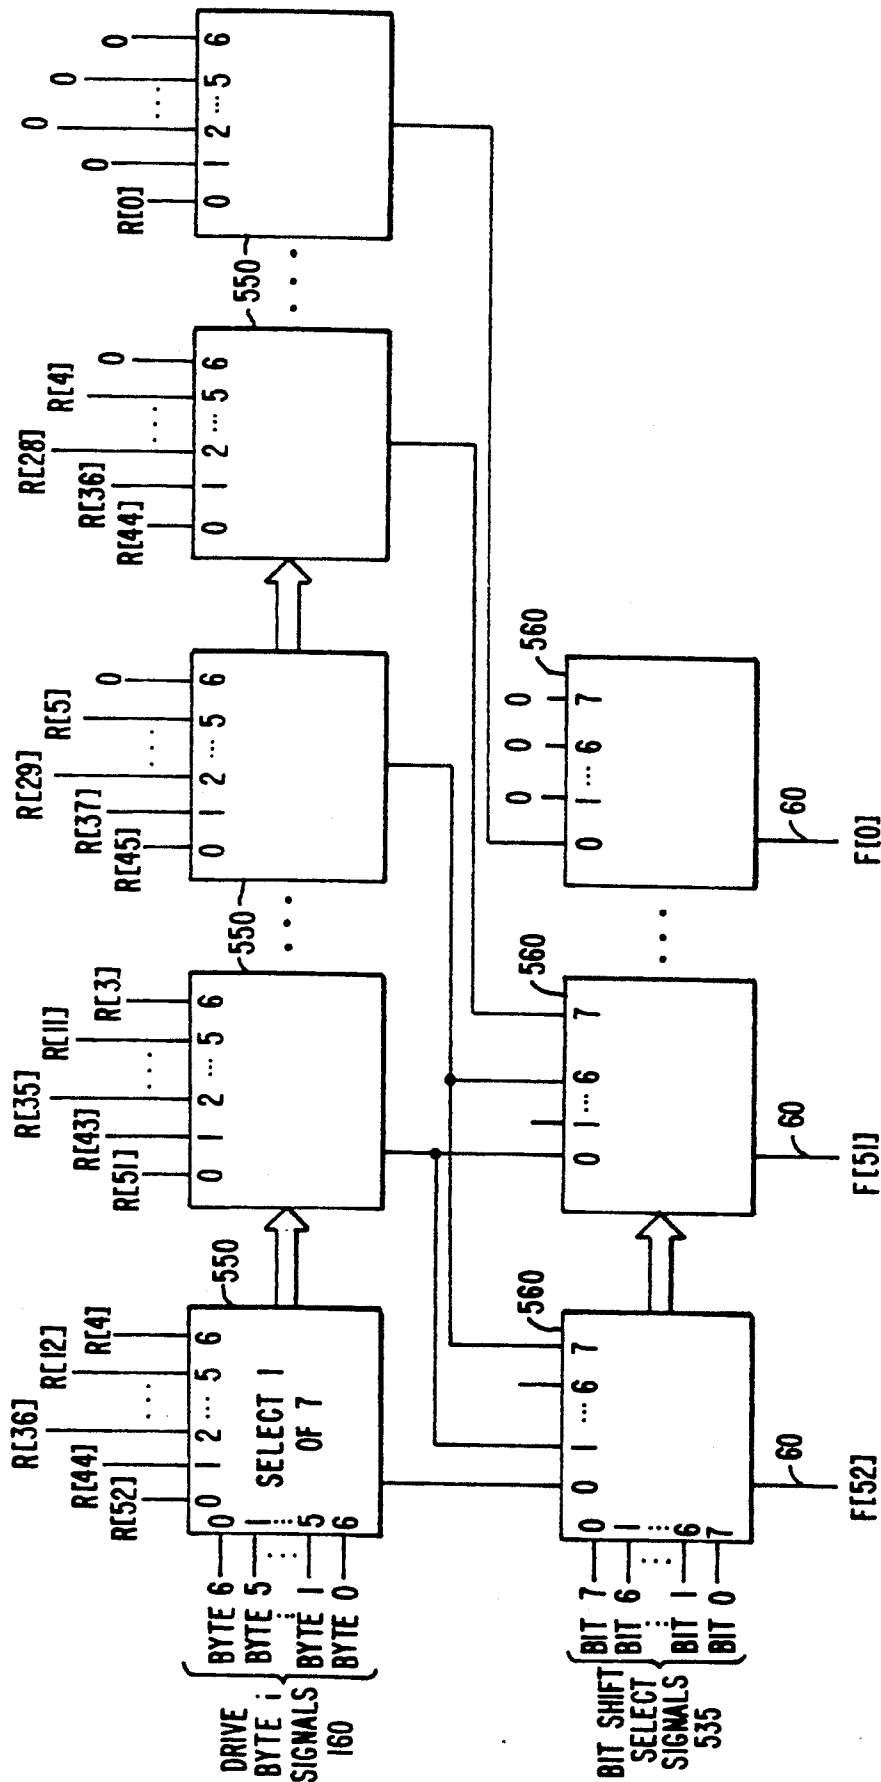 R[52] R[44] R[36] R[12] R[4]
R[51] R[43] R[35] R[11] R[3]
R[45] R[37] R[29] R[5] 0
R[44] R[36] R[28] R[4] 0
R[0] 0 0 0 0
0 1 2 ... 5 6
0 1 2 ... 5 6
0 1 2 ... 5 6
0 1 2 ... 5 6
0 1 2 ... 5 6
550
550
550
550
SELECT 1
OF 7
DRIVE
BYTE i
SIGNALS
160
BYTE 6 0
BYTE 5 1
BYTE 1 5
BYTE 0 6
560
560
560
0 1 ... 6 7
0 1 ... 6 7
0 0 0
0 1 ... 6 7
BIT SHIFT
SELECT
SIGNALS
535
BIT 7 0
BIT 6 1
BIT 1 6
BIT 0 7
60
60
60
F[52]
F[51]
F[0]